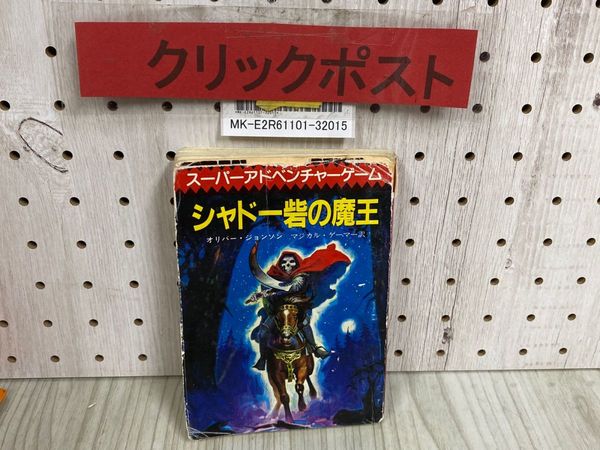 クリックポスト
MK-E2R61101-32015
スーパーアドベンチャーゲーム
シャドー砦の魔王
オリバー・ジョンソン マジカル・ゲーマー訳